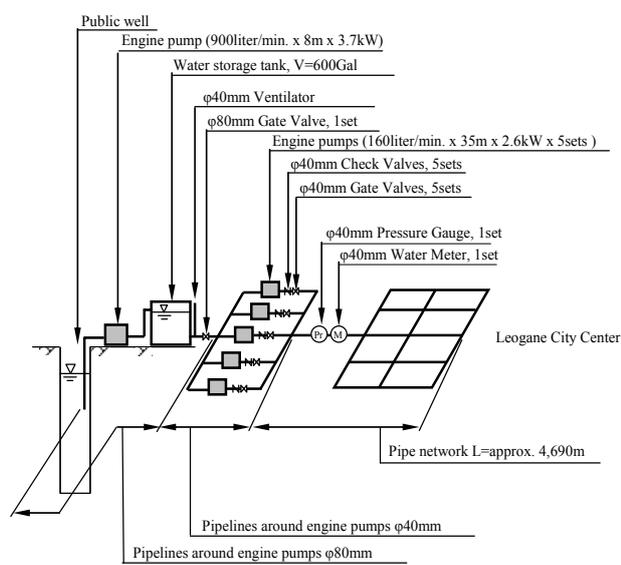 Public well
Engine pump (900liter/min. x 8m x 3.7kW)
Water storage tank, V=600Gal
φ40mm Ventilator
φ80mm Gate Valve, 1set
Engine pumps (160liter/min. x 35m x 2.6kW x 5sets )
φ40mm Check Valves, 5sets
φ40mm Gate Valves, 5sets
φ40mm Pressure Gauge, 1set
φ40mm Water Meter, 1set
Pr
M
Leogane City Center
Pipe network L=approx. 4,690m
Pipelines around engine pumps φ40mm
Pipelines around engine pumps φ80mm